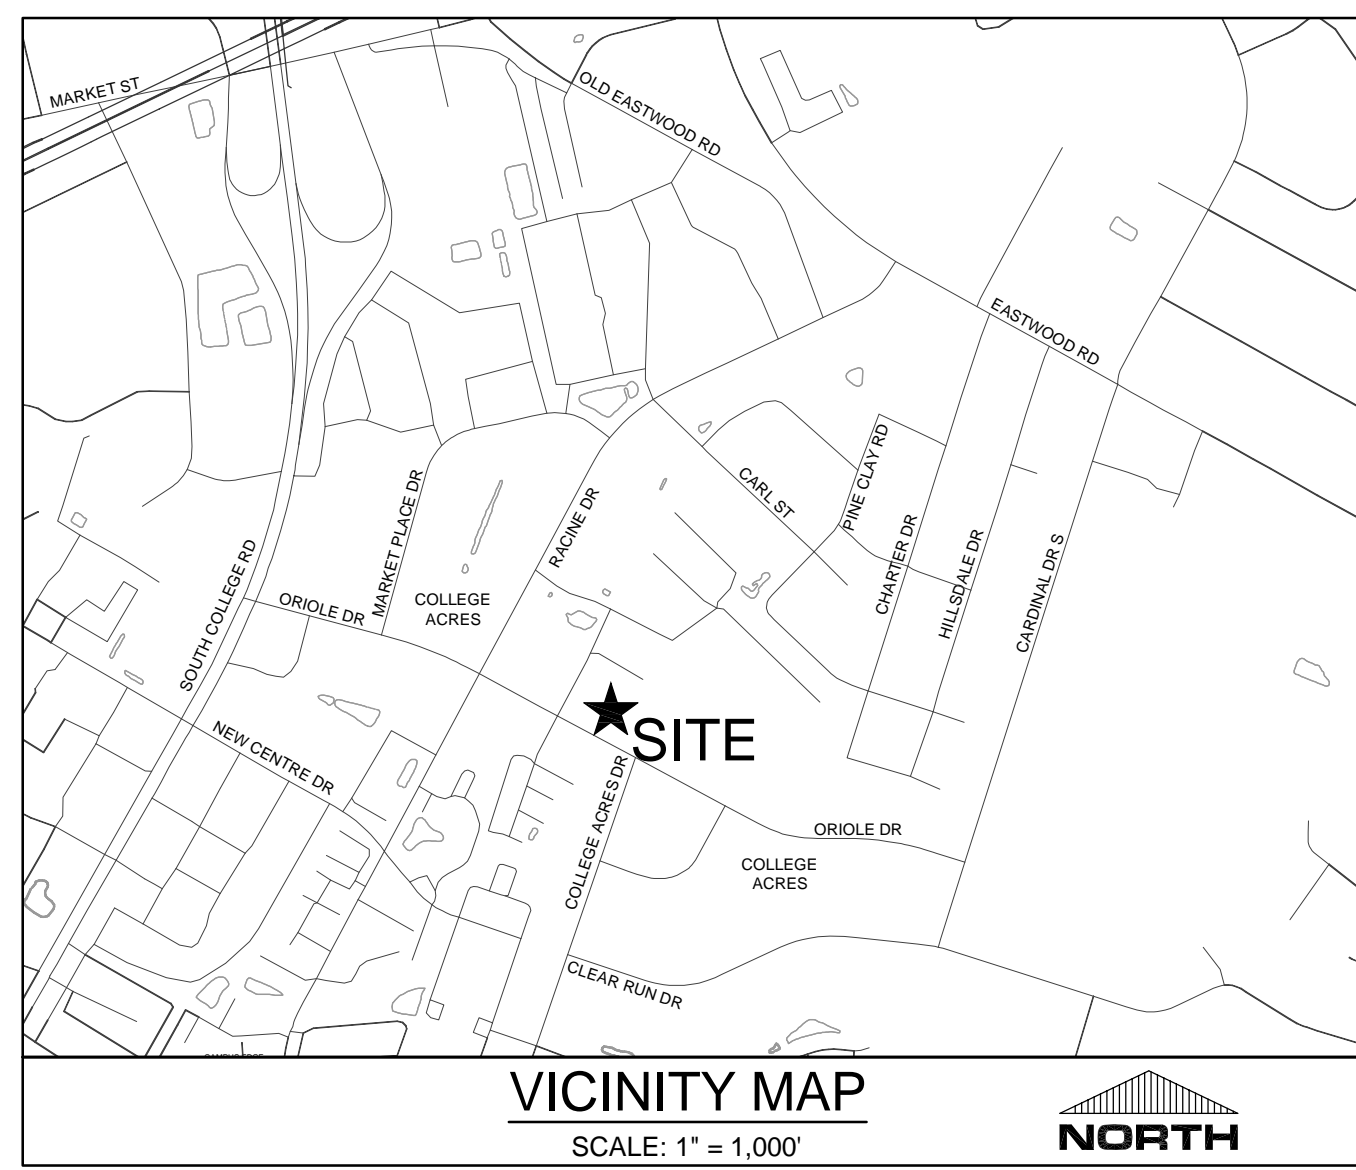 MARKET ST
OLD EASTWOOD RD
EASTWOOD RD
PINE CLAY RD
CARL ST
MARKET PLACE DR
RACINE DR
CHARTER DR
HILLSDALE DR
CARDINAL DR S
SOUTH COLLEGE RD
ORIOLE DR
COLLEGE
ACRES
SITE
NEW CENTRE DR
COLLEGE ACRES DR
ORIOLE DR
COLLEGE
ACRES
CLEAR RUN DR
VICINITY MAP
SCALE: 1" = 1,000'
NORTH